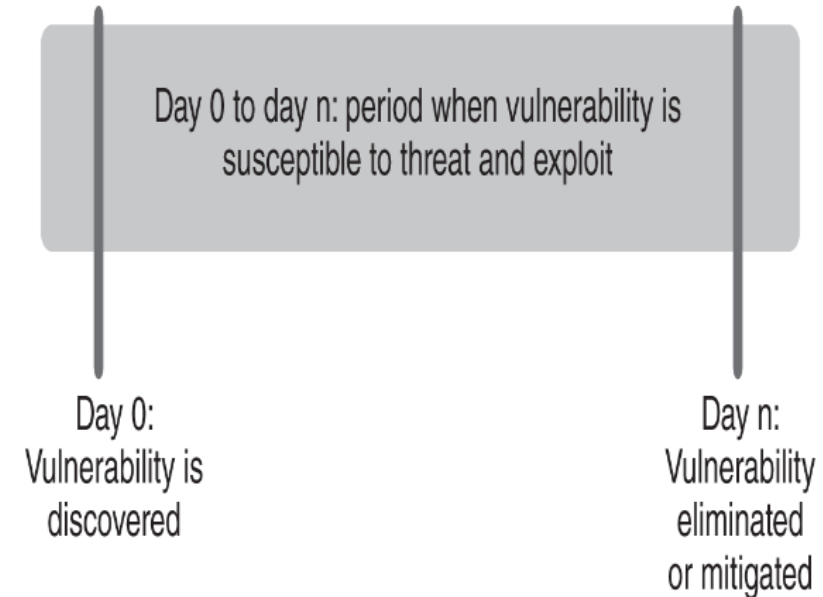 Day 0 to day n: period when vulnerability is
susceptible to threat and exploit
Day 0:
Vulnerability is
discovered
Day n:
Vulnerability
eliminated
or mitigated